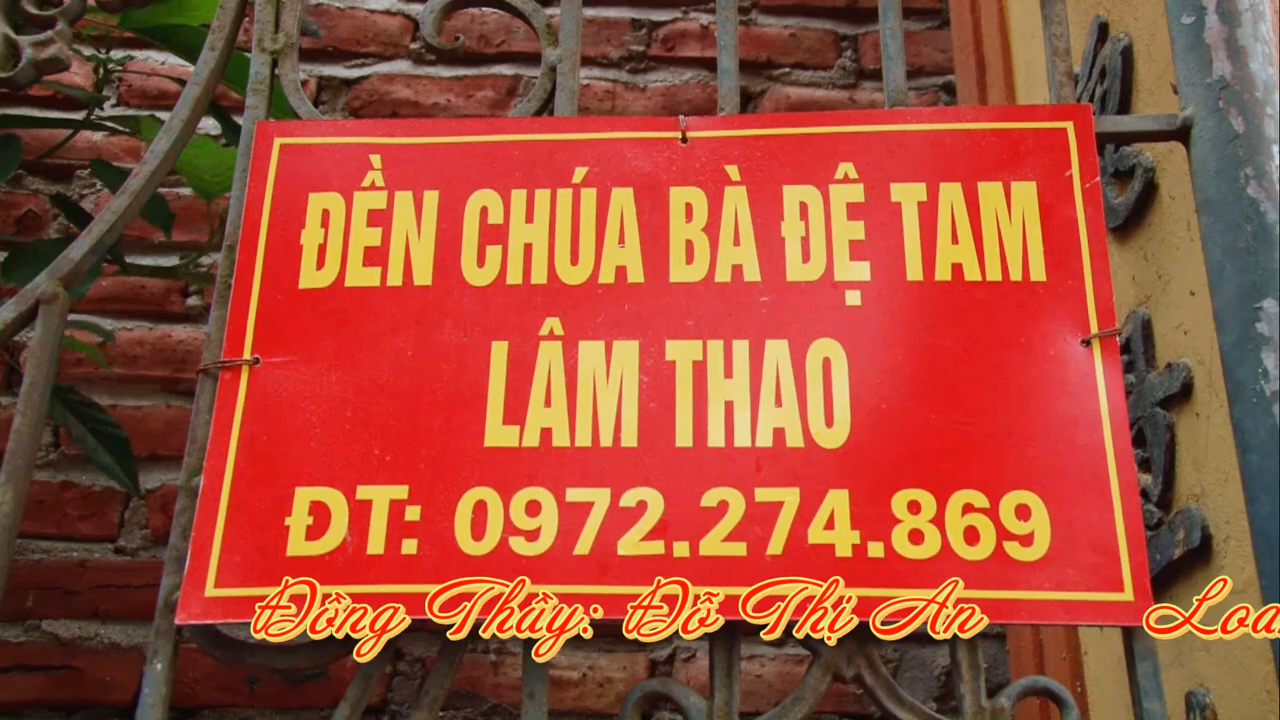 ĐỀN CHÚA BÀ ĐỆ TAM
LÂM THAO
ĐT: 0972.274.869
Đồng Thầy: Đỗ Thị An